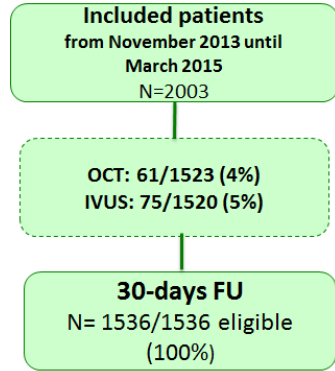 Included patients
from November 2013 until
March 2015
N=2003
OCT: 61/1523 (4%)
IVUS: 75/1520 (5%)
30-days FU
N= 1536/1536 eligible
(100%)